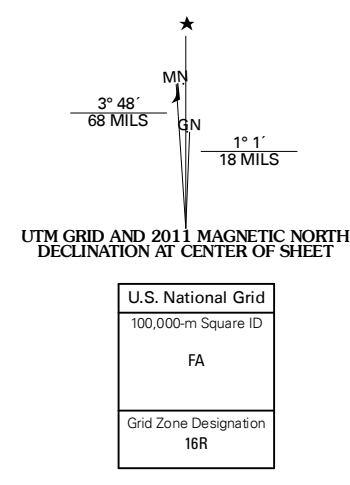 MN
3° 48´
68 MILS
GN
1° 1´
18 MILS
UTM GRID AND 2011 MAGNETIC NORTH
DECLINATION AT CENTER OF SHEET
U.S. National Grid
100,000-m Square ID
FA
Grid Zone Designation
16R